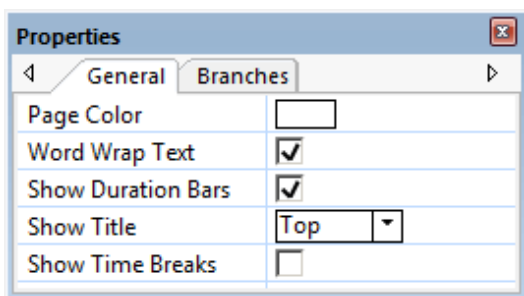 Properties
General Branches
Page Color
Word Wrap Text
Show Duration Bars
Show Title Top
Show Time Breaks